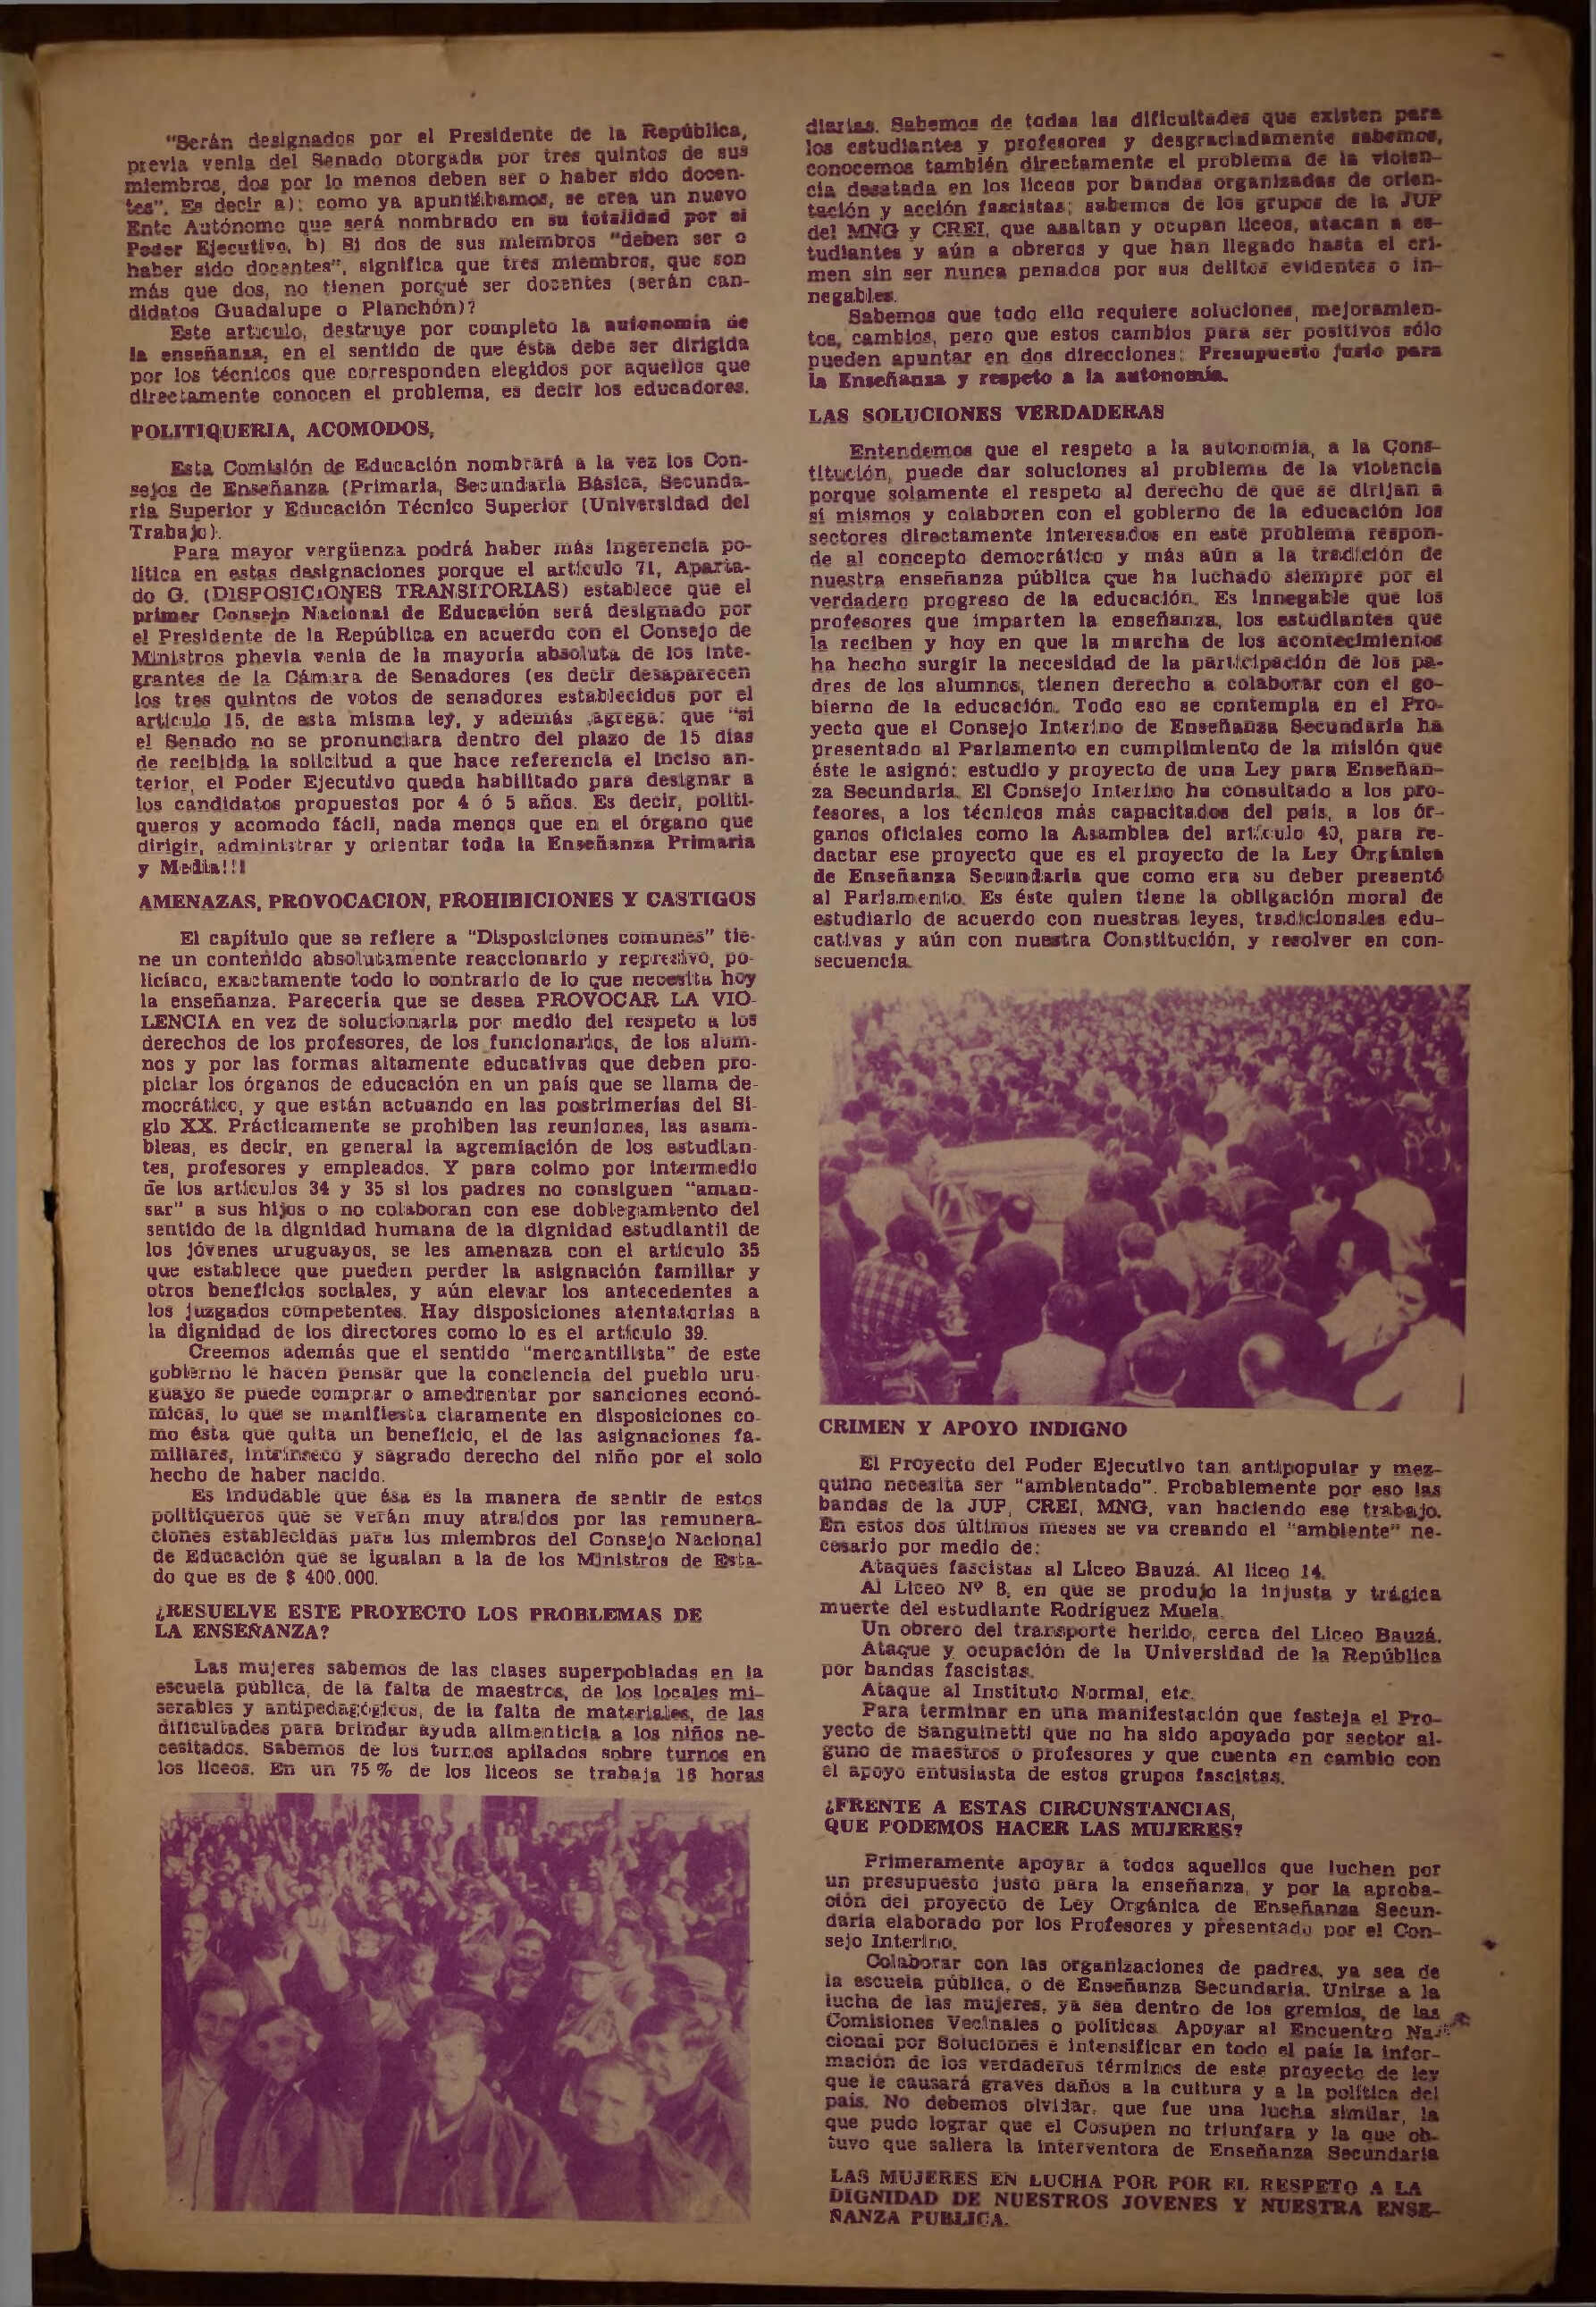 "Serán designados por el Presidente de la República,
previa venia del Senado otorgada por tres quintos de sus
miembros, dos por lo menos deben ser o haber sido docen-
tes". Es decir a): como ya apuntábamos, se crea un nuevo
Ente Autónomo que será nombrado en su totalidad por el
Poder Ejecutivo. b) Si dos de sus miembros "deben ser o
haber sido docentes", significa que tres miembros, que son
más que dos, no tienen porqué ser docentes (serán can-
didatos Guadalupe o Planchón)?
Este artículo, destruye por completo la autonomía de
la enseñanza, en el sentido de que ésta debe ser dirigida
por los técnicos que corresponden elegidos por aquellos que
directamente conocen el problema, es decir los educadores.
POLITIQUERIA, ACOMODOS,
Esta Comisión de Educación nombrará a la vez los Con-
sejos de Enseñanza (Primaria, Secundaria Básica, Secunda-
ria Superior y Educación Técnico Superior (Universidad del
Trabajo).
Para mayor vergüenza podrá haber más ingerencia po-
lítica en estas designaciones porque el artículo 71, Aparta-
do G. (DISPOSICIONES TRANSITORIAS) establece que el
primer Consejo Nacional de Educación será designado por
el Presidente de la República en acuerdo con el Consejo de
Ministros phevia venia de la mayoría absoluta de los inte-
grantes de la Cámara de Senadores (es decir desaparecen
los tres quintos de votos de senadores establecidos por el
artículo 15, de esta misma ley, y además agrega: que "si
el Senado no se pronunciara dentro del plazo de 15 días
de recibida la solicitud a que hace referencia el inciso an-
terior, el Poder Ejecutivo queda habilitado para designar a
los candidatos propuestos por 4 ó 5 años. Es decir, politi-
queros y acomodo fácil, nada menos que en el órgano que
dirigir, administrar y orientar toda la Enseñanza Primaria
y Media!!!
AMENAZAS, PROVOCACION, PROHIBICIONES Y CASTIGOS
El capítulo que se refiere a "Disposiciones comunes" tie-
ne un contenido absolutamente reaccionario y represivo, po-
licíaco, exactamente todo lo contrario de lo que necesita hoy
la enseñanza. Parecería que se desea PROVOCAR LA VIO-
LENCIA en vez de solucionarla por medio del respeto a los
derechos de los profesores, de los funcionarios, de los alum-
nos y por las formas altamente educativas que deben pro-
piciar los órganos de educación en un país que se llama de-
mocrático, y que están actuando en las postrimerías del Si-
glo XX. Prácticamente se prohiben las reuniones, las asam-
bleas, es decir, en general la agremiación de los estudian-
tes, profesores y empleados. Y para colmo por intermedio
de los artículos 34 y 35 si los padres no consiguen "aman-
sar" a sus hijos o no colaboran con ese doblegamiento del
sentido de la dignidad humana de la dignidad estudiantil de
los jóvenes uruguayos, se les amenaza con el artículo 35
que establece que pueden perder la asignación familiar y
otros beneficios sociales, y aún elevar los antecedentes a
los juzgados competentes. Hay disposiciones atentatorias a
la dignidad de los directores como lo es el artículo 39.
Creemos además que el sentido "mercantilista" de este
gobierno le hacen pensar que la conciencia del pueblo uru-
guayo se puede comprar o amedrentar por sanciones econó-
micas, lo que se manifiesta claramente en disposiciones co-
mo ésta que quita un beneficio, el de las asignaciones fa-
miliares, intrínseco y sagrado derecho del niño por el solo
hecho de haber nacido.
Es indudable que ésa es la manera de sentir de estos
politiqueros que se verán muy atraídos por las remunera-
ciones establecidas para los miembros del Consejo Nacional
de Educación que se igualan a la de los Ministros de Esta-
do que es de $ 400.000.
¿RESUELVE ESTE PROYECTO LOS PROBLEMAS DE
LA ENSEÑANZA?
Las mujeres sabemos de las clases superpobladas en la
escuela pública, de la falta de maestros, de los locales mi-
serables y antipedagógicos, de la falta de materiales, de las
dificultades para brindar ayuda alimenticia a los niños ne-
cesitados. Sabemos de los turnos apilados sobre turnos en
los liceos. En un 75 % de los liceos se trabaja 16 horas
diarias. Sabemos de todas las dificultades que existen para
los estudiantes y profesores y desgraciadamente sabemos,
conocemos también directamente el problema de la violen-
cia desatada en los liceos por bandas organizadas de orien-
tación y acción fascistas; sabemos de los grupos de la JUP
del MNG y CREI, que asaltan y ocupan liceos, atacan a es-
tudiantes y aún a obreros y que han llegado hasta el cri-
men sin ser nunca penados por sus delitos evidentes o in-
negables.
Sabemos que todo ello requiere soluciones, mejoramien-
tos, cambios, pero que estos cambios para ser positivos sólo
pueden apuntar en dos direcciones: Presupuesto justo para
la Enseñanza y respeto a la autonomía.
LAS SOLUCIONES VERDADERAS
Entendemos que el respeto a la autonomía, a la Cons-
titución, puede dar soluciones al problema de la violencia
porque solamente el respeto al derecho de que se dirijan a
sí mismos y colaboren con el gobierno de la educación los
sectores directamente interesados en este problema respon-
de al concepto democrático y más aún a la tradición de
nuestra enseñanza pública que ha luchado siempre por el
verdadero progreso de la educación. Es innegable que los
profesores que imparten la enseñanza, los estudiantes que
la reciben y hoy en que la marcha de los acontecimientos
ha hecho surgir la necesidad de la participación de los pa-
dres de los alumnos, tienen derecho a colaborar con el go-
bierno de la educación. Todo eso se contempla en el Pro-
yecto que el Consejo Interino de Enseñanza Secundaria ha
presentado al Parlamento en cumplimiento de la misión que
éste le asignó: estudio y proyecto de una Ley para Enseñan-
za Secundaria. El Consejo Interino ha consultado a los pro-
fesores, a los técnicos más capacitados del país, a los ór-
ganos oficiales como la Asamblea del artículo 40, para re-
dactar ese proyecto que es el proyecto de la Ley Orgánica
de Enseñanza Secundaria que como era su deber presentó
al Parlamento. Es éste quien tiene la obligación moral de
estudiarlo de acuerdo con nuestras leyes, tradicionales edu-
cativas y aún con nuestra Constitución, y resolver en con-
secuencia.
CRIMEN Y APOYO INDIGNO
El Proyecto del Poder Ejecutivo tan antipopular y mez-
quino necesita ser "ambientado". Probablemente por eso las
bandas de la JUP, CREI, MNG, van haciendo ese trabajo.
En estos dos últimos meses se va creando el "ambiente" ne-
cesario por medio de:
Ataques fascistas al Liceo Bauzá. Al liceo 14.
Al Liceo Nº 8, en que se produjo la injusta y trágica
muerte del estudiante Rodríguez Muela.
Un obrero del transporte herido, cerca del Liceo Bauzá.
Ataque y ocupación de la Universidad de la República
por bandas fascistas.
Ataque al Instituto Normal, etc.
Para terminar en una manifestación que festeja el Pro-
yecto de Sanguinetti que no ha sido apoyado por sector al-
guno de maestros o profesores y que cuenta en cambio con
el apoyo entusiasta de estos grupos fascistas.
¿FRENTE A ESTAS CIRCUNSTANCIAS,
QUE PODEMOS HACER LAS MUJERES?
Primeramente apoyar a todos aquellos que luchen por
un presupuesto justo para la enseñanza, y por la aproba-
ción del proyecto de Ley Orgánica de Enseñanza Secun-
daria elaborado por los Profesores y presentado por el Con-
sejo Interino.
Colaborar con las organizaciones de padres, ya sea de
la escuela pública, o de Enseñanza Secundaria. Unirse a la
lucha de las mujeres, ya sea dentro de los gremios, de las
Comisiones Vecinales o políticas. Apoyar al Encuentro Na-
cional por Soluciones e intensificar en todo el país la infor-
mación de los verdaderos términos de este proyecto de ley
que le causará graves daños a la cultura y a la política del
país. No debemos olvidar, que fue una lucha similar, la
que pudo lograr que el Cosupen no triunfara y la que ob-
tuvo que saliera la interventora de Enseñanza Secundaria
LAS MUJERES EN LUCHA POR POR EL RESPETO A LA
DIGNIDAD DE NUESTROS JOVENES Y NUESTRA ENSE-
ÑANZA PUBLICA.